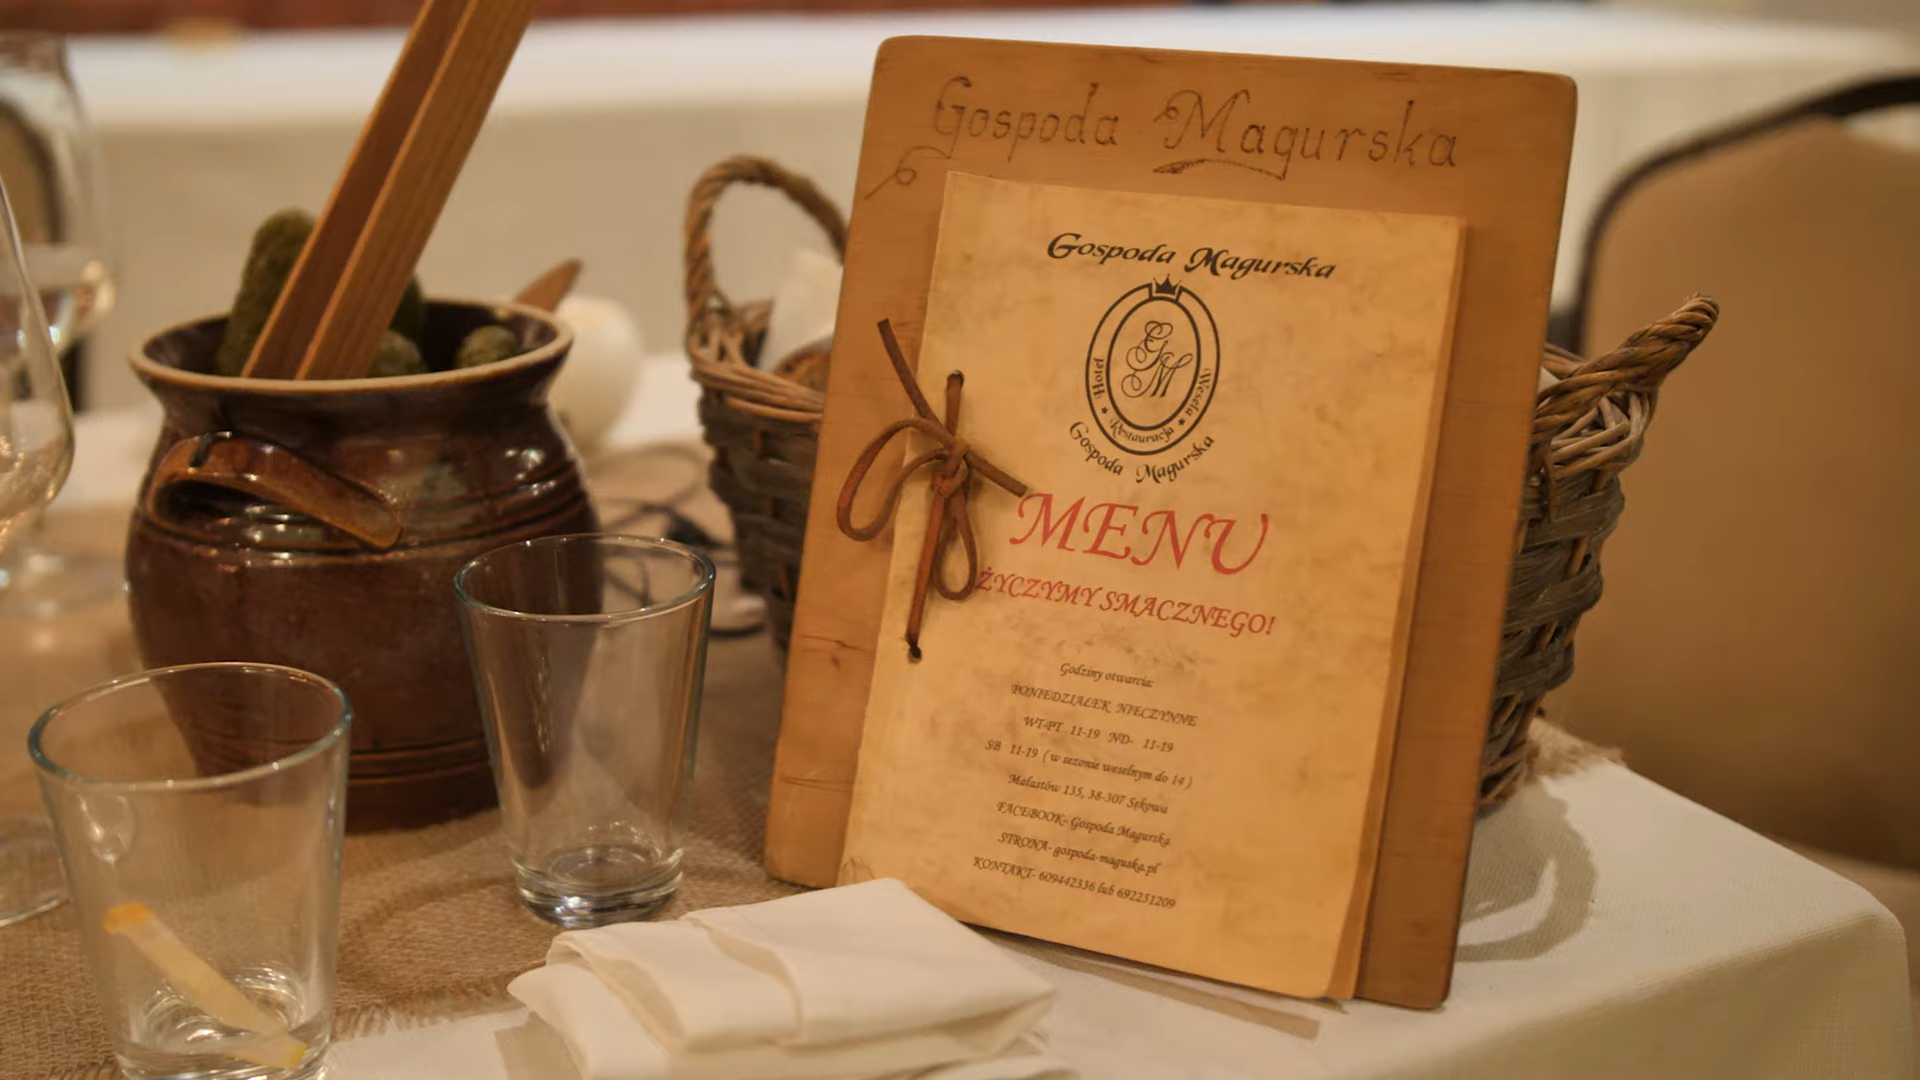 Gospoda Magurska
Gospoda Magurska
GM
Hotel ★ Restauracja ★ Wesela
Gospoda Magurska
MENU
ŻYCZYMY SMACZNEGO!
Godziny otwarcia:
PONIEDZIAŁEK NIECZYNNE
WT-PT 11-19 ND- 11-19
SB 11-19 ( w sezonie weselnym do 14 )
Małastów 135, 38-307 Sękowa
FACEBOOK- Gospoda Magurska
STRONA- gospoda-maguska.pl
KONTAKT- 609442336 lub 692251209